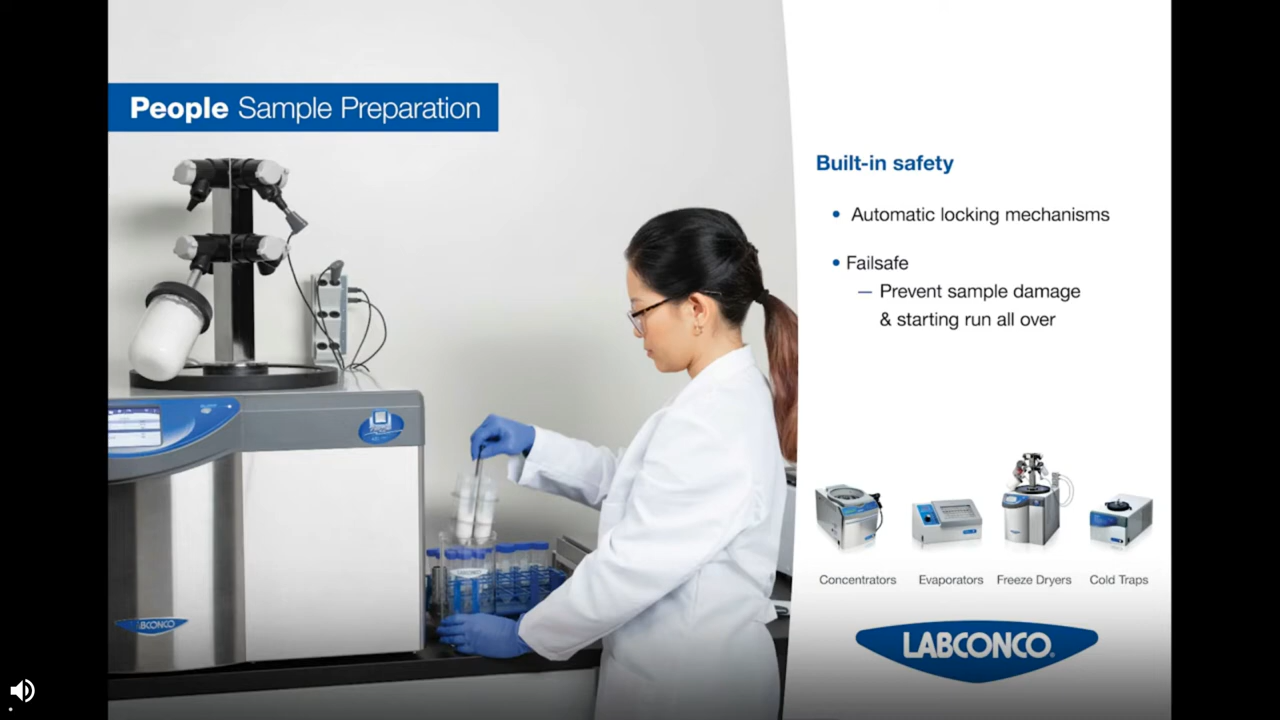 People Sample Preparation
Built-in safety
• Automatic locking mechanisms
• Failsafe
— Prevent sample damage
& starting run all over
LABCONCO
Concentrators Evaporators Freeze Dryers Cold Traps
LABCONCO®